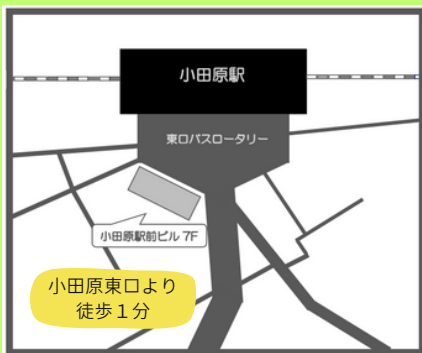 小田原駅
東口バスロータリー
小田原駅前ビル 7F
小田原東口より
徒歩１分